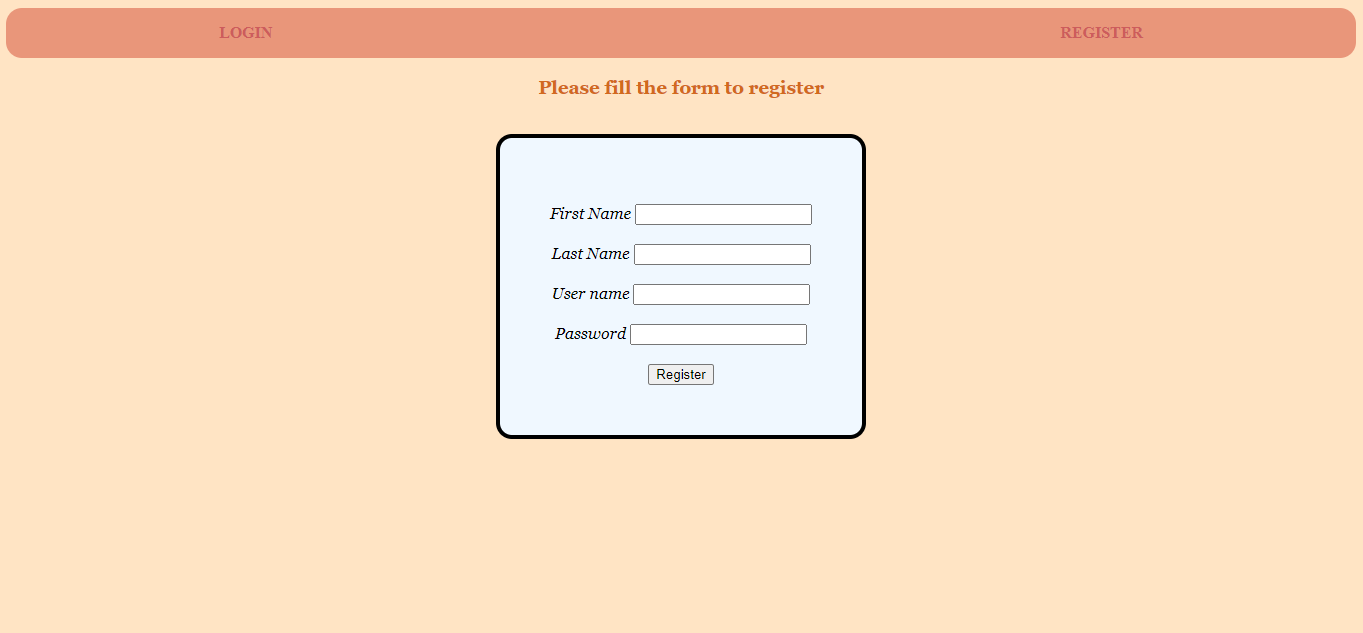 LOGIN REGISTER
Please fill the form to register
First Name
Last Name
User name
Password
Register